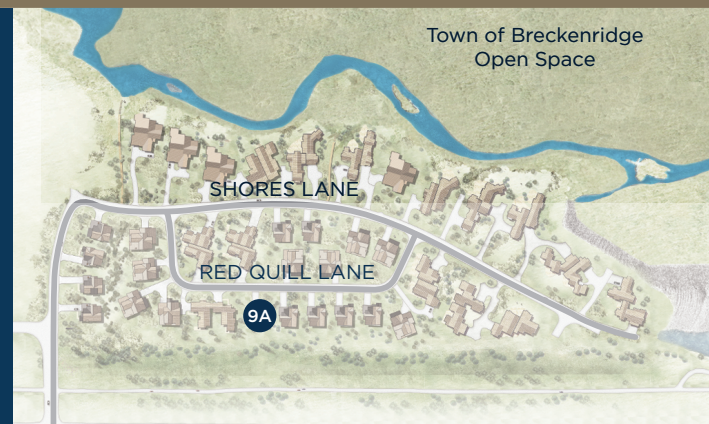 Town of Breckenridge
Open Space
SHORES LANE
RED QUILL LANE
9A